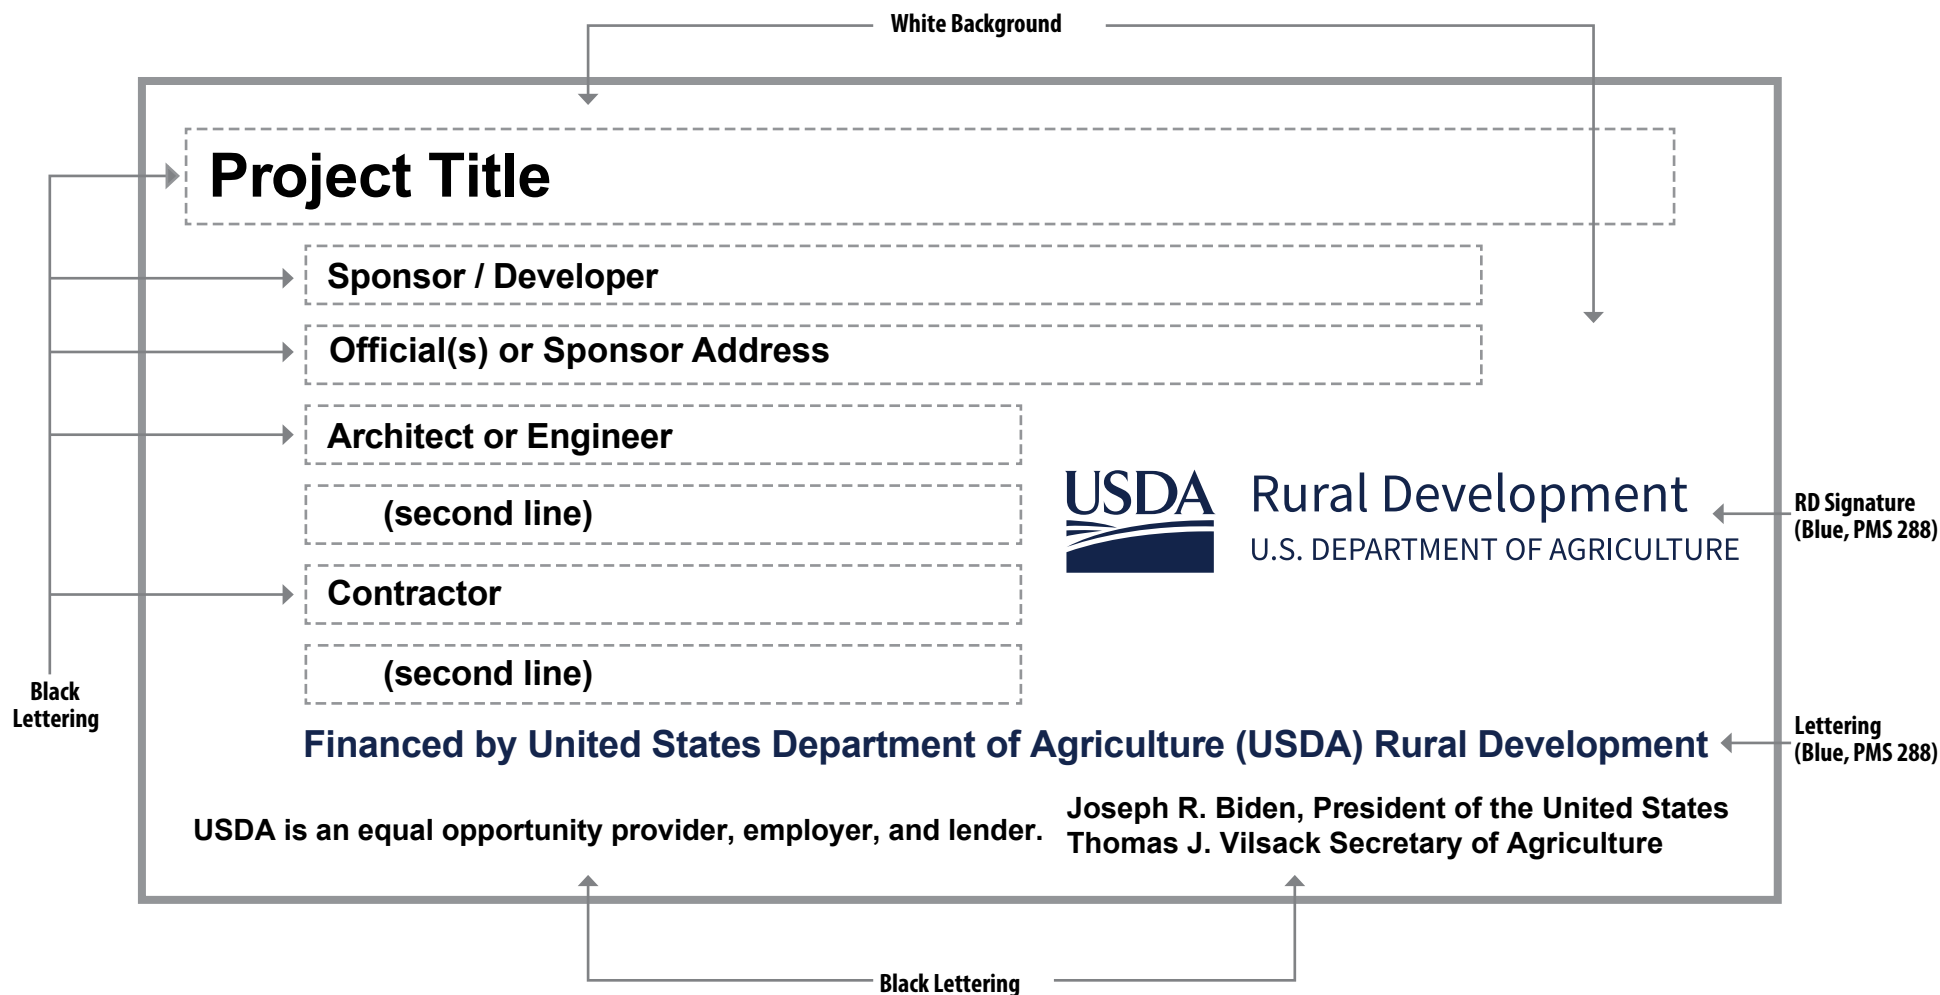 White Background
Project Title
Sponsor / Developer
Official(s) or Sponsor Address
Architect or Engineer
(second line)
Contractor
(second line)
USDA
Rural Development
U.S. DEPARTMENT OF AGRICULTURE
RD Signature
(Blue, PMS 288)
Black
Lettering
Financed by United States Department of Agriculture (USDA) Rural Development
Lettering
(Blue, PMS 288)
USDA is an equal opportunity provider, employer, and lender.
Joseph R. Biden, President of the United States
Thomas J. Vilsack Secretary of Agriculture
Black Lettering